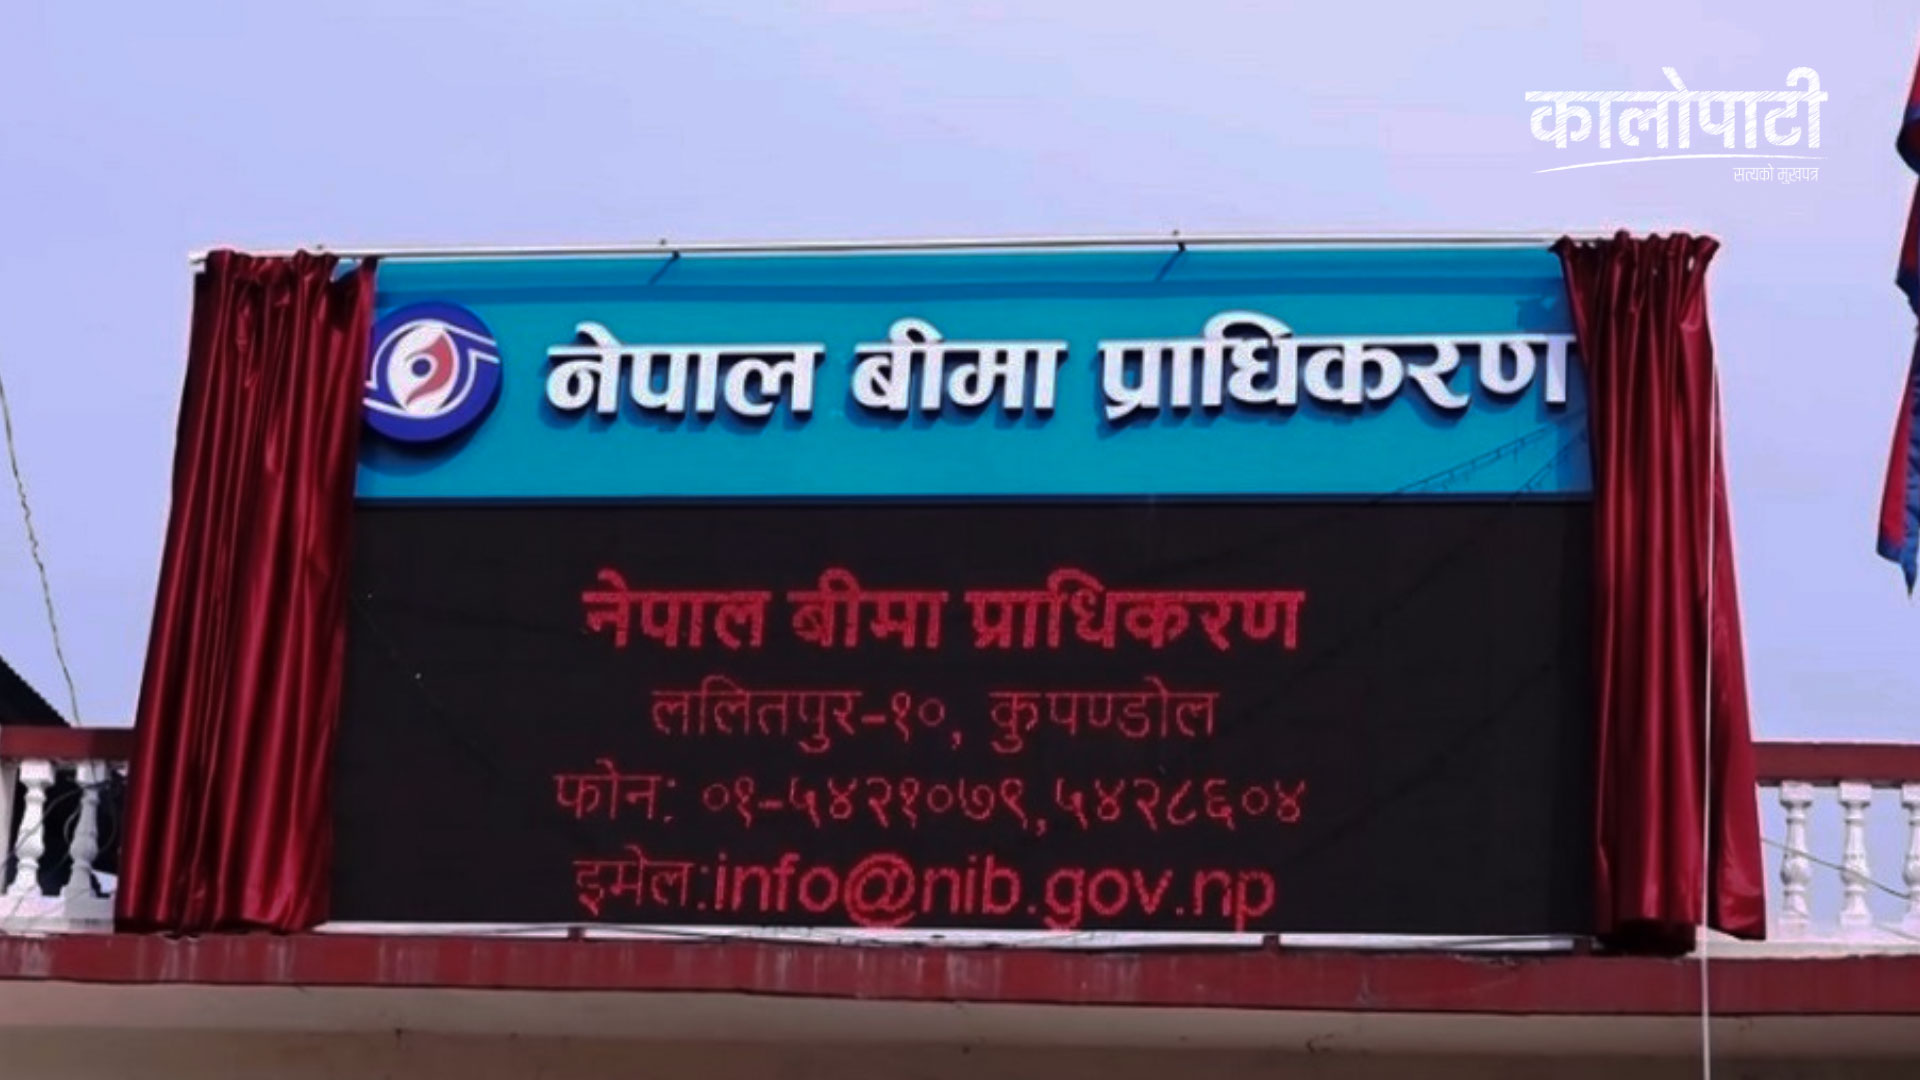 कालोपाटी
सत्यको मुखपत्र
नेपाल बीमा प्राधिकरण
नेपाल बीमा प्राधिकरण
ललितपुर-१०, कुपण्डोल
फोन: ०१-५४२१०७९,५४२८६०४
इमेल:info@nib.gov.np